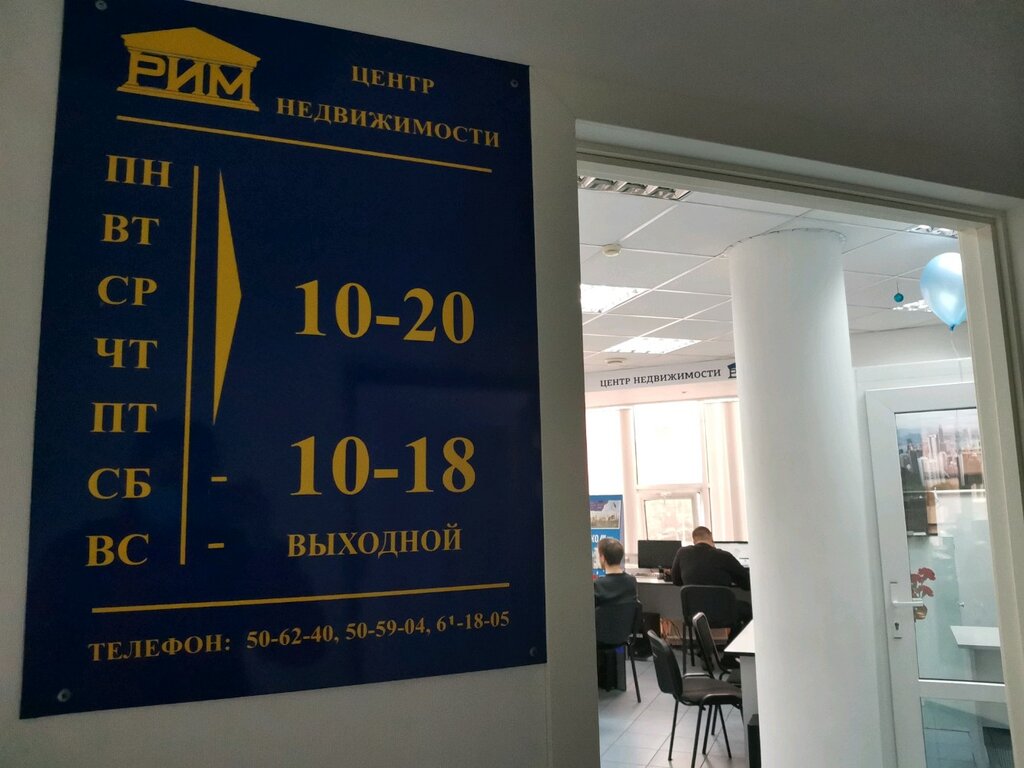 РИМ
ЦЕНТР
НЕДВИЖИМОСТИ
ПН
ВТ
СР
ЧТ
ПТ
10-20
СБ - 10-18
ВС - ВЫХОДНОЙ
ТЕЛЕФОН: 50-62-40, 50-59-04, 61-18-05
ЦЕНТР НЕДВИЖИМОСТИ